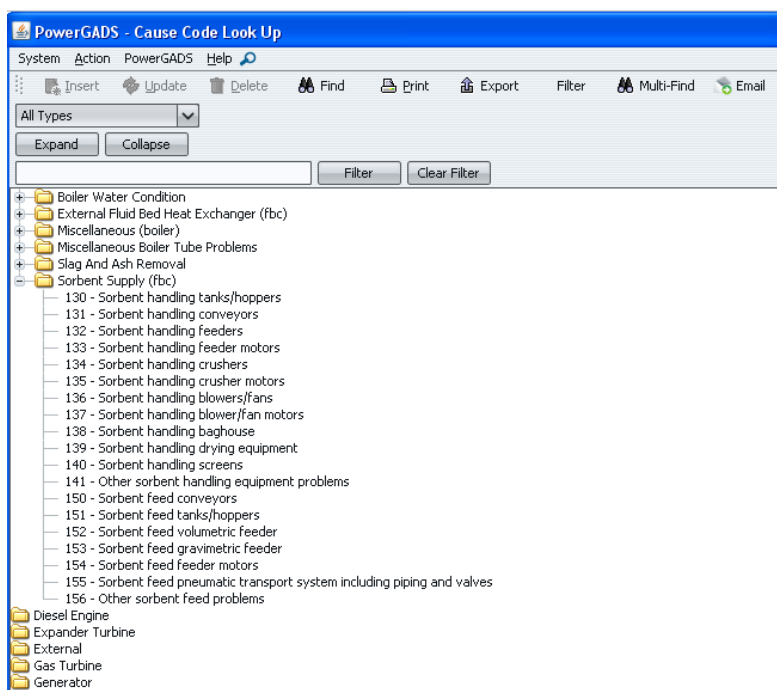 PowerGADS - Cause Code Look Up
System Action PowerGADS Help
Insert Update Delete Find Print Export Filter Multi-Find Email
All Types
Expand Collapse
Filter Clear Filter
Boiler Water Condition
External Fluid Bed Heat Exchanger (fbc)
Miscellaneous (boiler)
Miscellaneous Boiler Tube Problems
Slag And Ash Removal
Sorbent Supply (fbc)
130 - Sorbent handling tanks/hoppers
131 - Sorbent handling conveyors
132 - Sorbent handling feeders
133 - Sorbent handling feeder motors
134 - Sorbent handling crushers
135 - Sorbent handling crusher motors
136 - Sorbent handling blowers/fans
137 - Sorbent handling blower/fan motors
138 - Sorbent handling baghouse
139 - Sorbent handling drying equipment
140 - Sorbent handling screens
141 - Other sorbent handling equipment problems
150 - Sorbent feed conveyors
151 - Sorbent feed tanks/hoppers
152 - Sorbent feed volumetric feeder
153 - Sorbent feed gravimetric feeder
154 - Sorbent feed feeder motors
155 - Sorbent feed pneumatic transport system including piping and valves
156 - Other sorbent feed problems
Diesel Engine
Expander Turbine
External
Gas Turbine
Generator